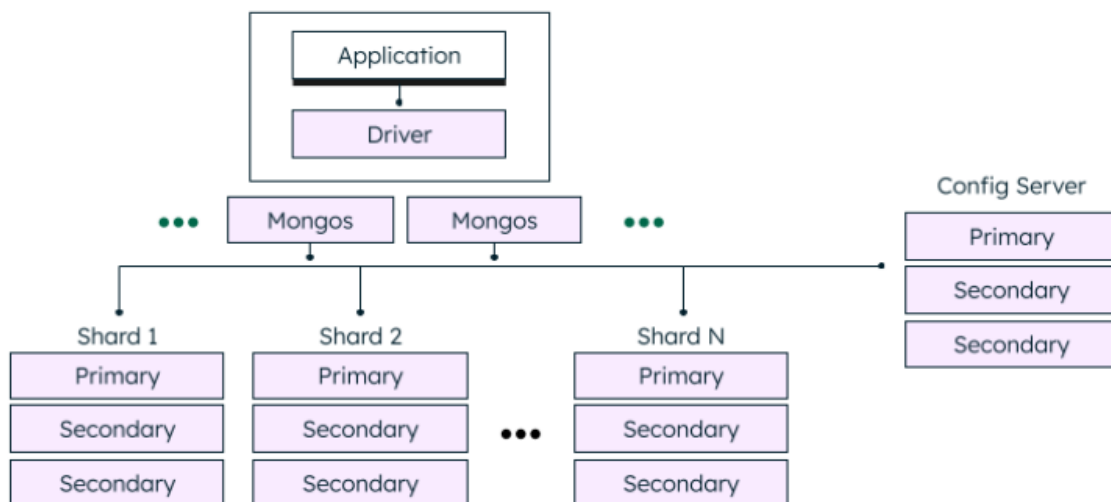 Application
Driver
Mongos
Mongos
Config Server
Primary
Secondary
Secondary
Shard 1
Primary
Secondary
Secondary
Shard 2
Primary
Secondary
Secondary
Shard N
Primary
Secondary
Secondary